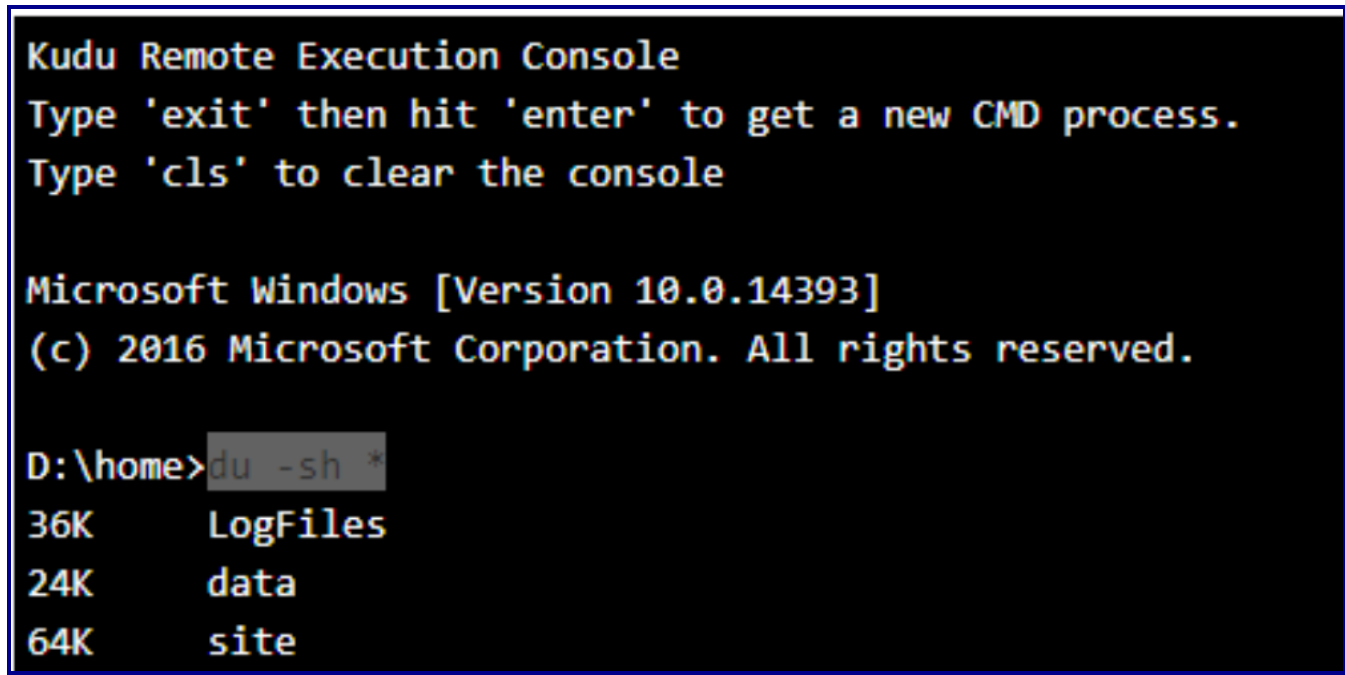 Kudu Remote Execution Console
Type 'exit' then hit 'enter' to get a new CMD process.
Type 'cls' to clear the console
Microsoft Windows [Version 10.0.14393]
(c) 2016 Microsoft Corporation. All rights reserved.
D:\home>du -sh *
36K LogFiles
24K data
64K site